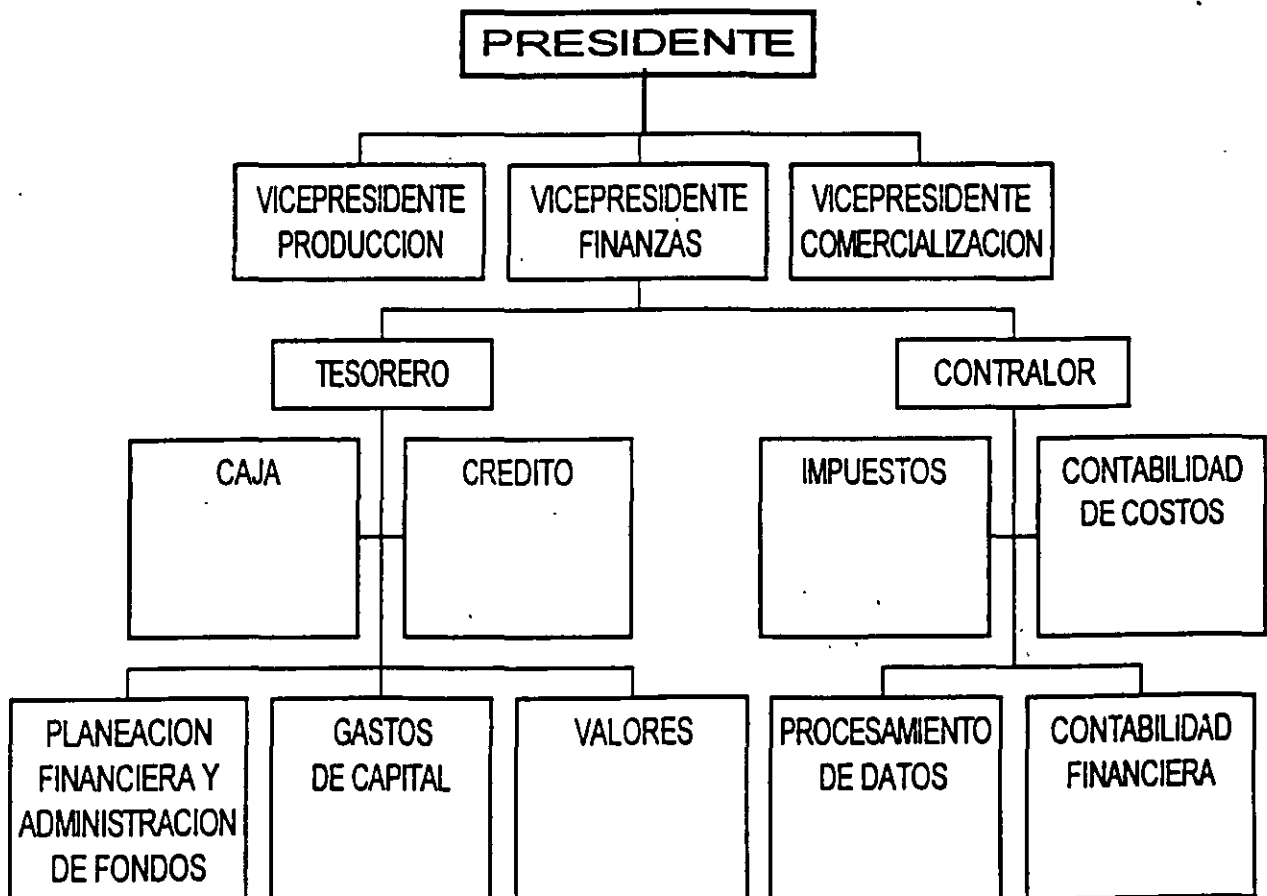 PRESIDENTE
VICEPRESIDENTE
PRODUCCION
VICEPRESIDENTE
FINANZAS
VICEPRESIDENTE
COMERCIALIZACION
TESORERO
CONTRALOR
CAJA
CREDITO
IMPUESTOS
CONTABILIDAD
DE COSTOS
PLANEACION
FINANCIERA Y
ADMINISTRACION
DE FONDOS
GASTOS
DE CAPITAL
VALORES
PROCESAMIENTO
DE DATOS
CONTABILIDAD
FINANCIERA